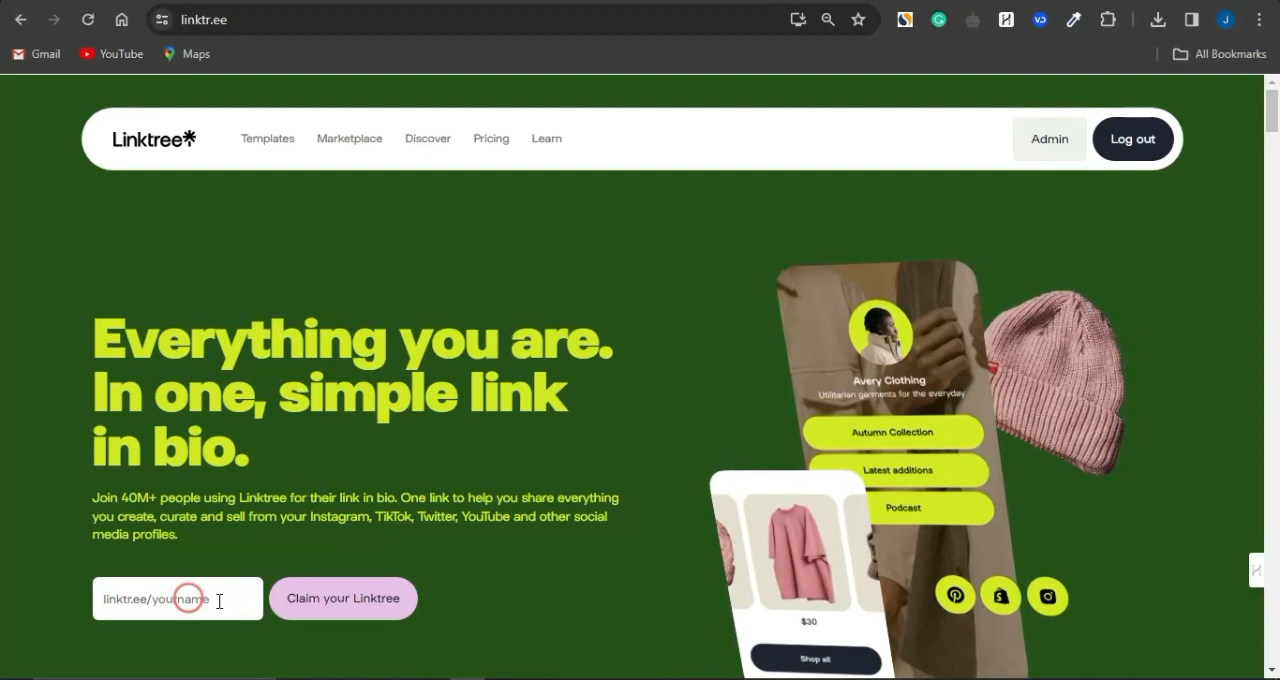 linktr.ee
Gmail YouTube Maps All Bookmarks
Linktree* Templates Marketplace Discover Pricing Learn Admin Log out
Everything you are.
In one, simple link
in bio.
Join 40M+ people using Linktree for their link in bio. One link to help you share everything
you create, curate and sell from your Instagram, TikTok, Twitter, YouTube and other social
media profiles.
linktr.ee/yourname Claim your Linktree
Avery Clothing
Utilitarian garments for the everyday
Autumn Collection
Latest additions
Podcast
$30
Shop all
J